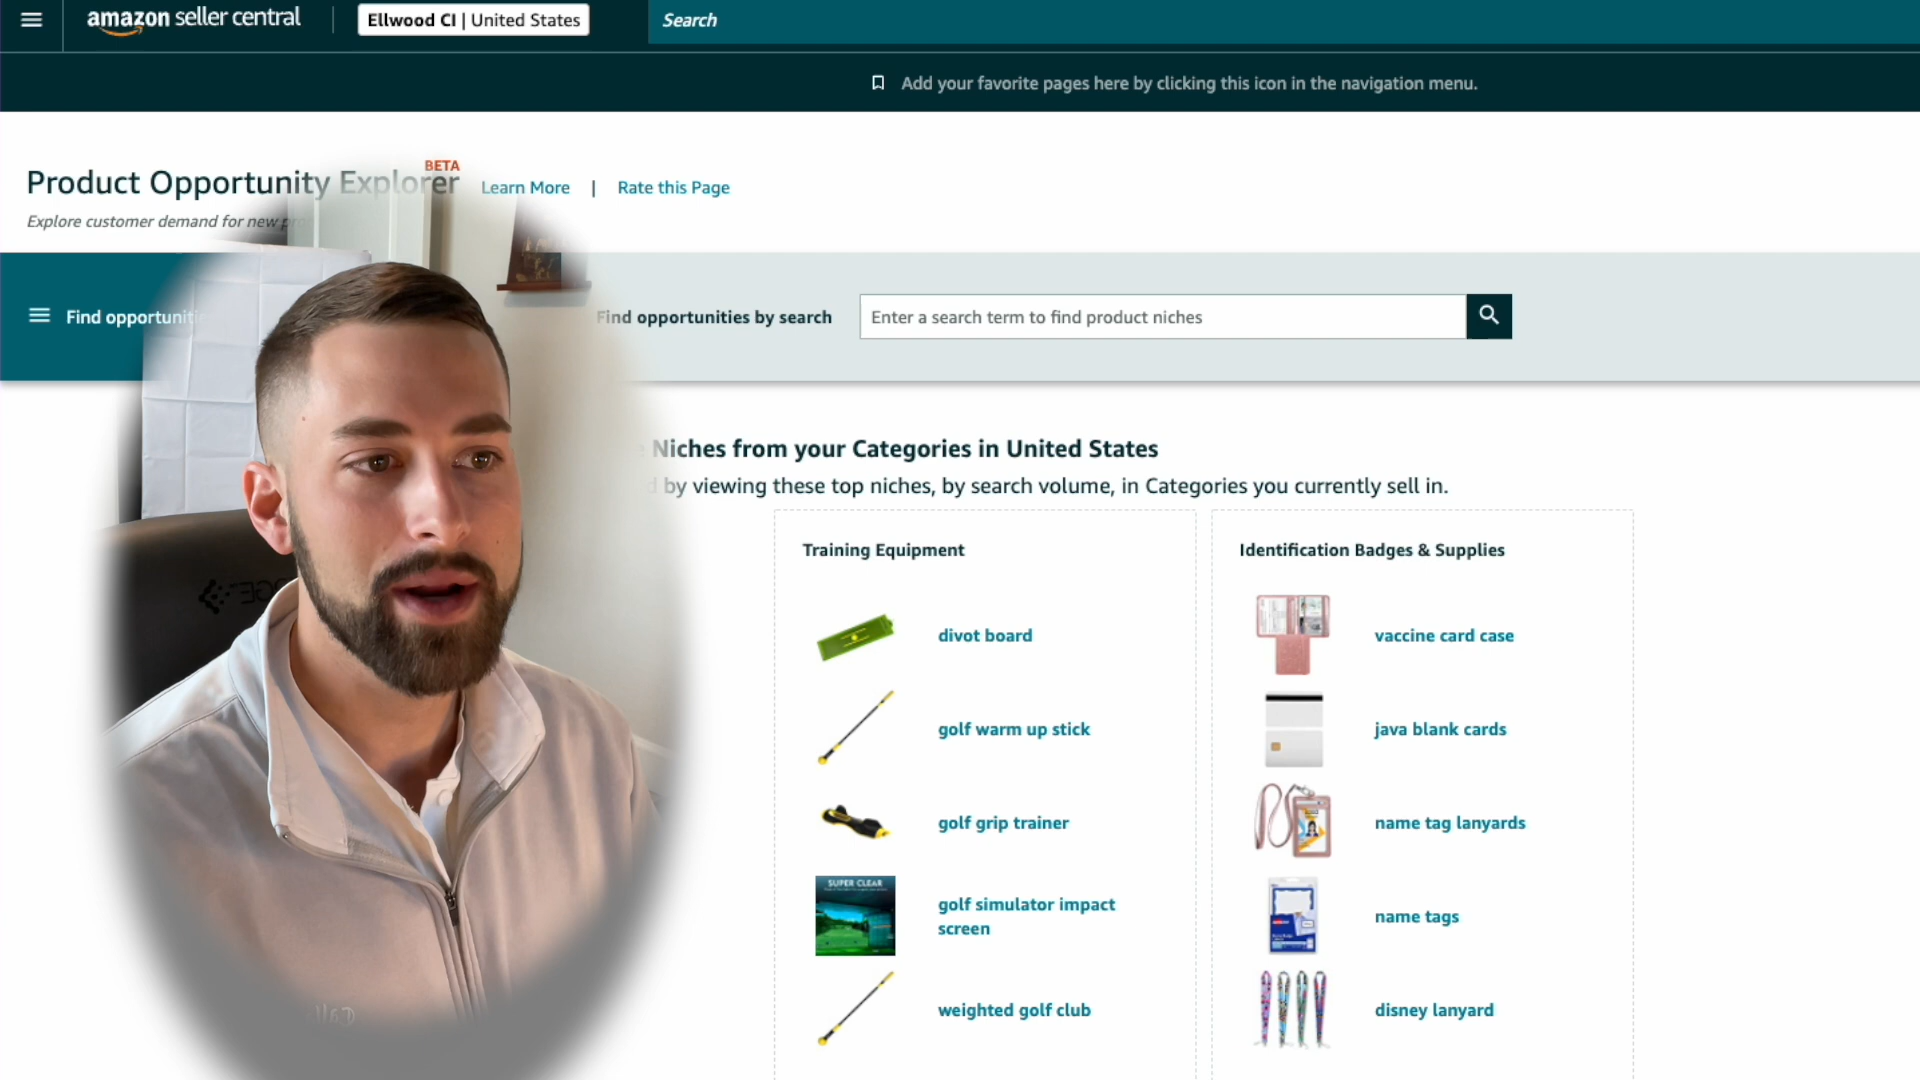 amazon seller central
Ellwood CI | United States
Search
Add your favorite pages here by clicking this icon in the navigation menu.
Product Opportunity Explorer BETA
Learn More | Rate this Page
Explore customer demand for new
Find opportunities
Find opportunities by search
Enter a search term to find product niches
Niches from your Categories in United States
by viewing these top niches, by search volume, in Categories you currently sell in.
Training Equipment
divot board
golf warm up stick
golf grip trainer
SUPER CLEAR
golf simulator impact
screen
weighted golf club
Identification Badges & Supplies
vaccine card case
java blank cards
name tag lanyards
name tags
disney lanyard